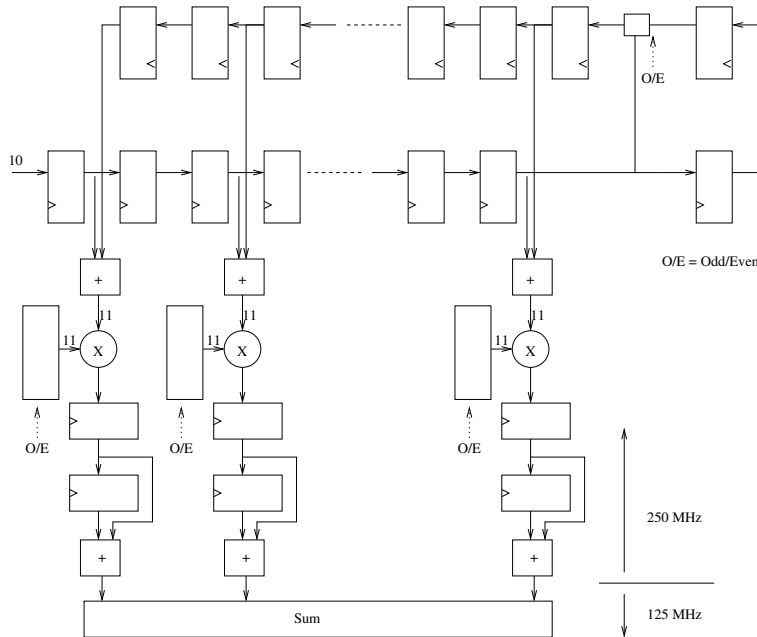 O/E
10
O/E = Odd/Even
+
+
+
11
11
11
11
X
11
X
11
X
O/E
O/E
O/E
250 MHz
+
+
+
Sum
125 MHz